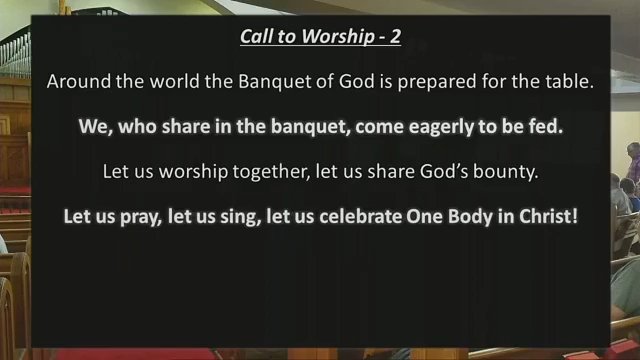 Call to Worship - 2
Around the world the Banquet of God is prepared for the table.
We, who share in the banquet, come eagerly to be fed.
Let us worship together, let us share God's bounty.
Let us pray, let us sing, let us celebrate One Body in Christ!